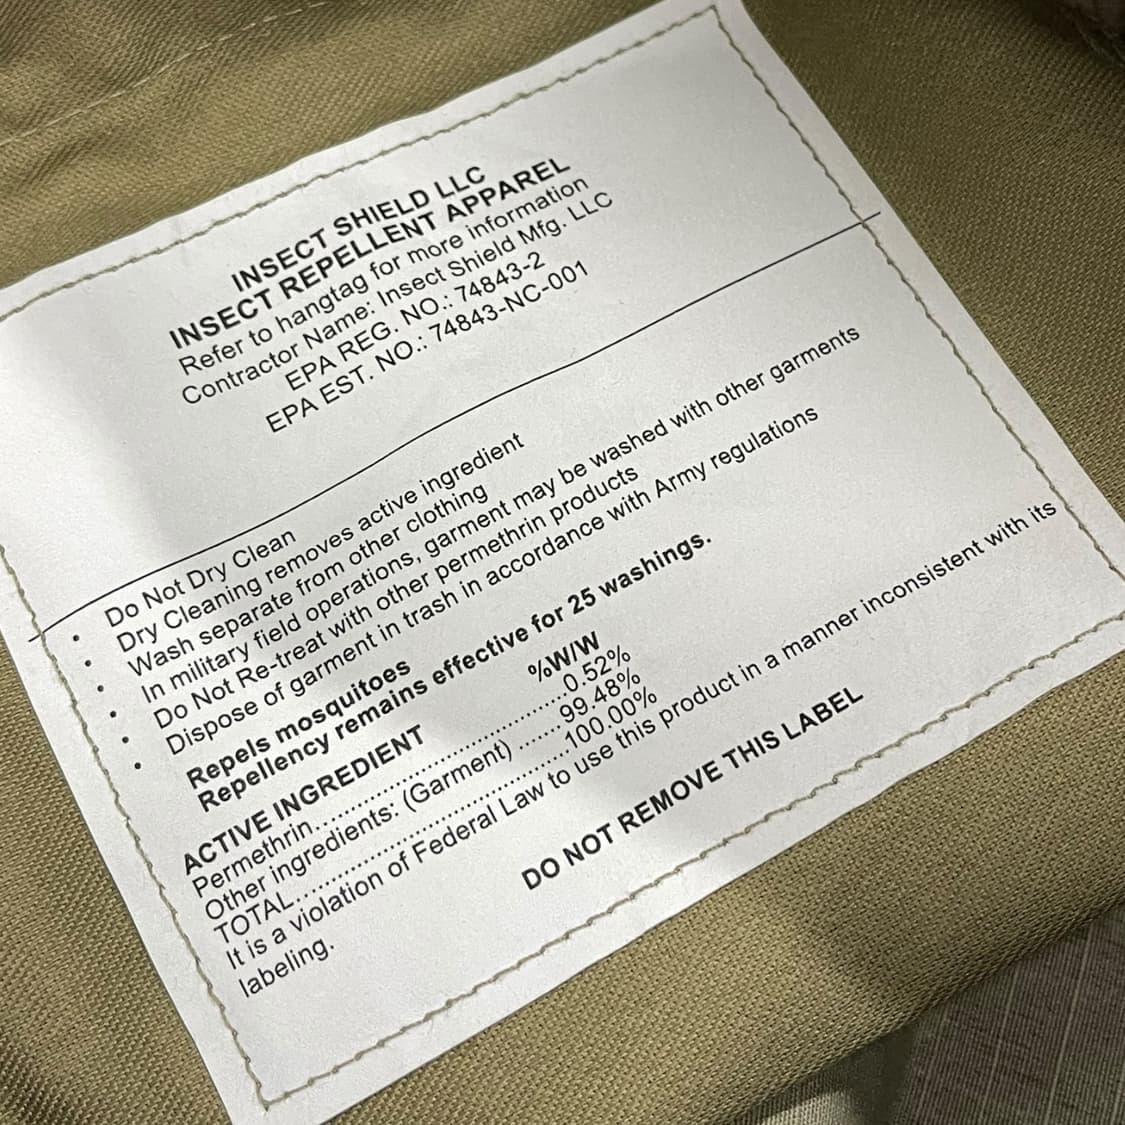 INSECT SHIELD LLC
INSECT REPELLENT APPAREL
Refer to hangtag for more information
Contractor Name: Insect Shield Mfg. LLC
EPA REG. NO.: 74843-2
EPA EST. NO.: 74843-NC-001
• Do Not Dry Clean
• Dry Cleaning removes active ingredient
• Wash separate from other clothing
• In military field operations, garment may be washed with other garments
• Do Not Re-treat with other permethrin products
• Dispose of garment in trash in accordance with Army regulations
Repels mosquitoes
Repellency remains effective for 25 washings.
ACTIVE INGREDIENT %W/W
Permethrin..............................0.52%
Other ingredients: (Garment) .......99.48%
TOTAL.................................100.00%
It is a violation of Federal Law to use this product in a manner inconsistent with its
labeling.
DO NOT REMOVE THIS LABEL